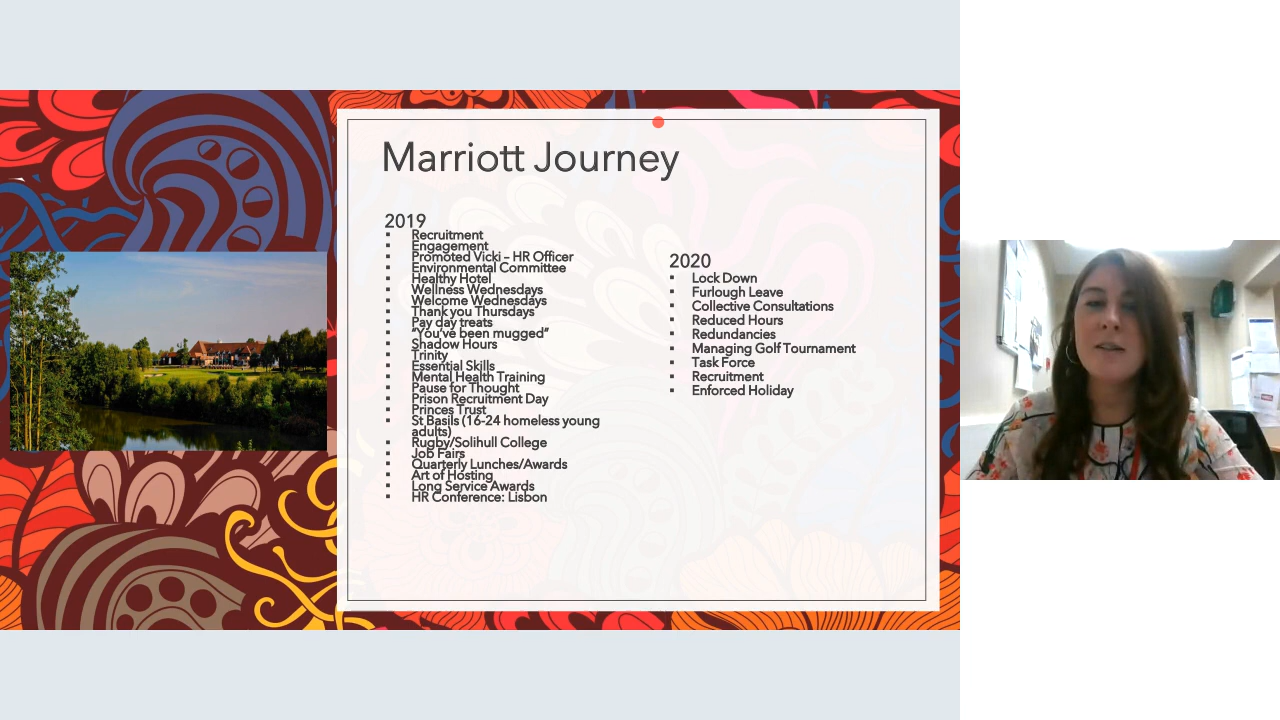 Marriott Journey
2019
Recruitment
Engagement
Promoted Vicki – HR Officer
Environmental Committee
Healthy Hotel
Wellness Wednesdays
Welcome Wednesdays
Thank you Thursdays
Pay day treats
“You’ve been mugged”
Shadow Hours
Trinity
Essential Skills
Mental Health Training
Pause for Thought
Prison Recruitment Day
Princes Trust
St Basils (16-24 homeless young
adults)
Rugby/Solihull College
Job Fairs
Quarterly Lunches/Awards
Art of Hosting
Long Service Awards
HR Conference: Lisbon
2020
Lock Down
Furlough Leave
Collective Consultations
Reduced Hours
Redundancies
Managing Golf Tournament
Task Force
Recruitment
Enforced Holiday